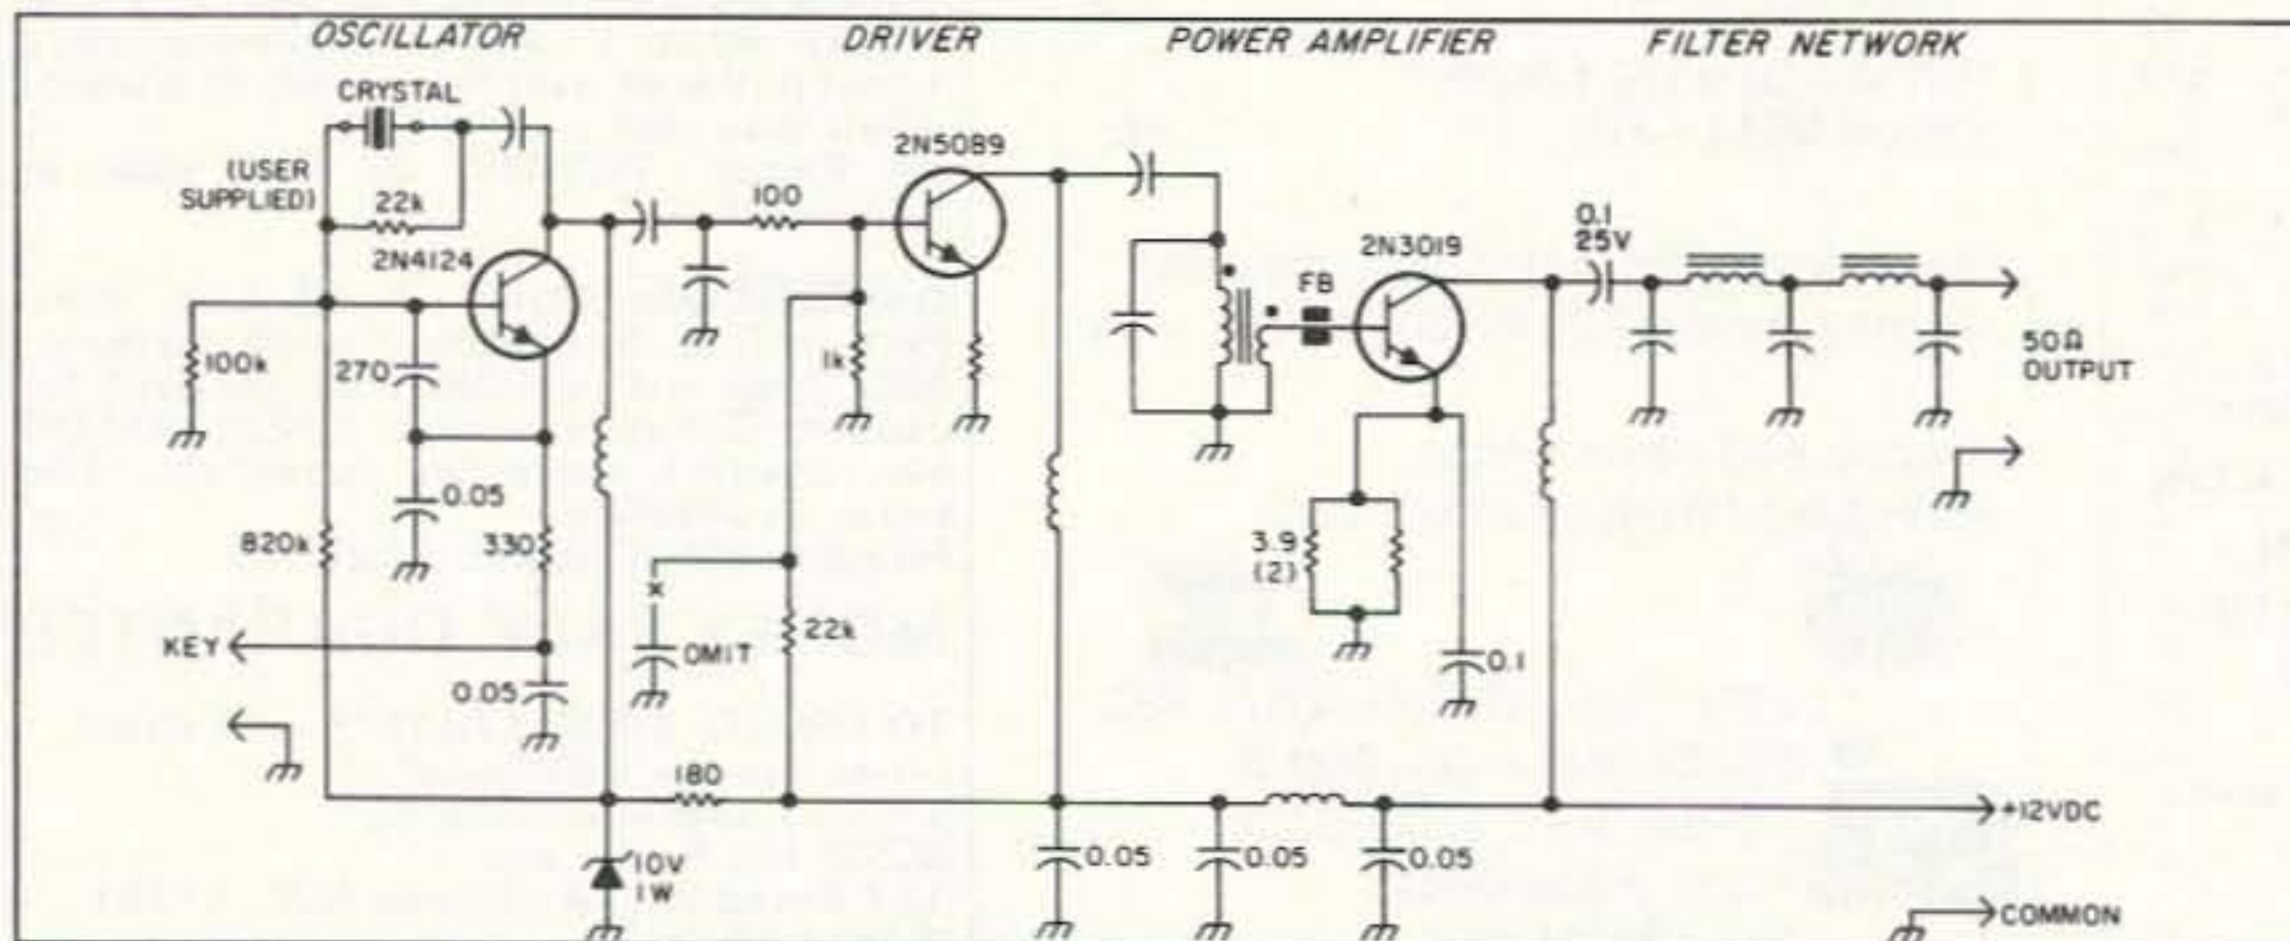 OSCILLATOR
DRIVER
POWER AMPLIFIER
FILTER NETWORK
CRYSTAL
(USER
SUPPLIED)
22k
2N4124
100k
270
0.05
820k
330
KEY
0.05
100
2N5089
1k
OMIT
22k
180
10V
1W
FB
2N3019
3.9
(2)
0.1
0.1
25V
50Ω
OUTPUT
0.05
0.05
0.05
+12VDC
COMMON